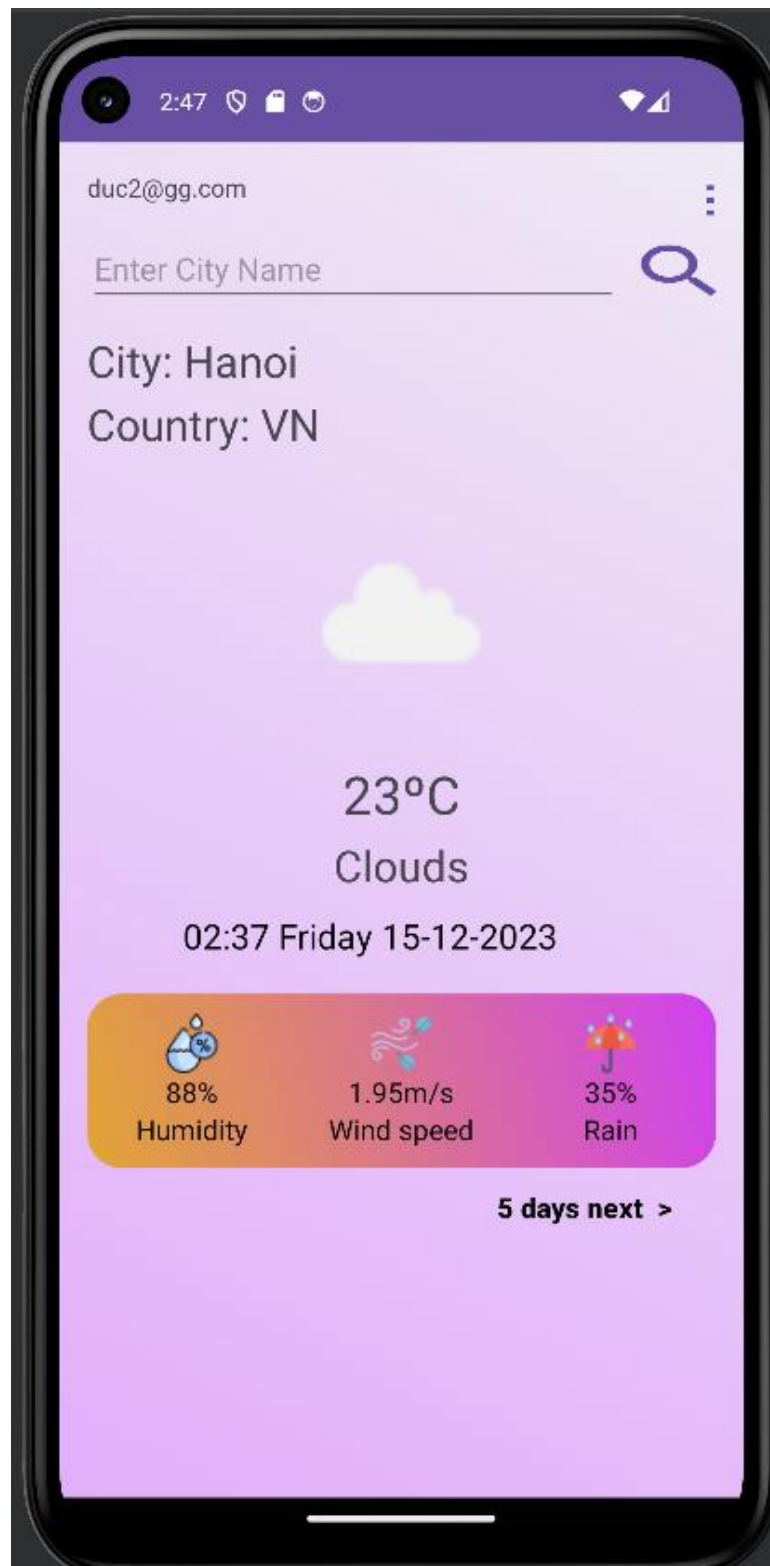 2:47
duc2@gg.com
Enter City Name
City: Hanoi
Country: VN
23ºC
Clouds
02:37 Friday 15-12-2023
%
88% 1.95m/s 35%
Humidity Wind speed Rain
5 days next >